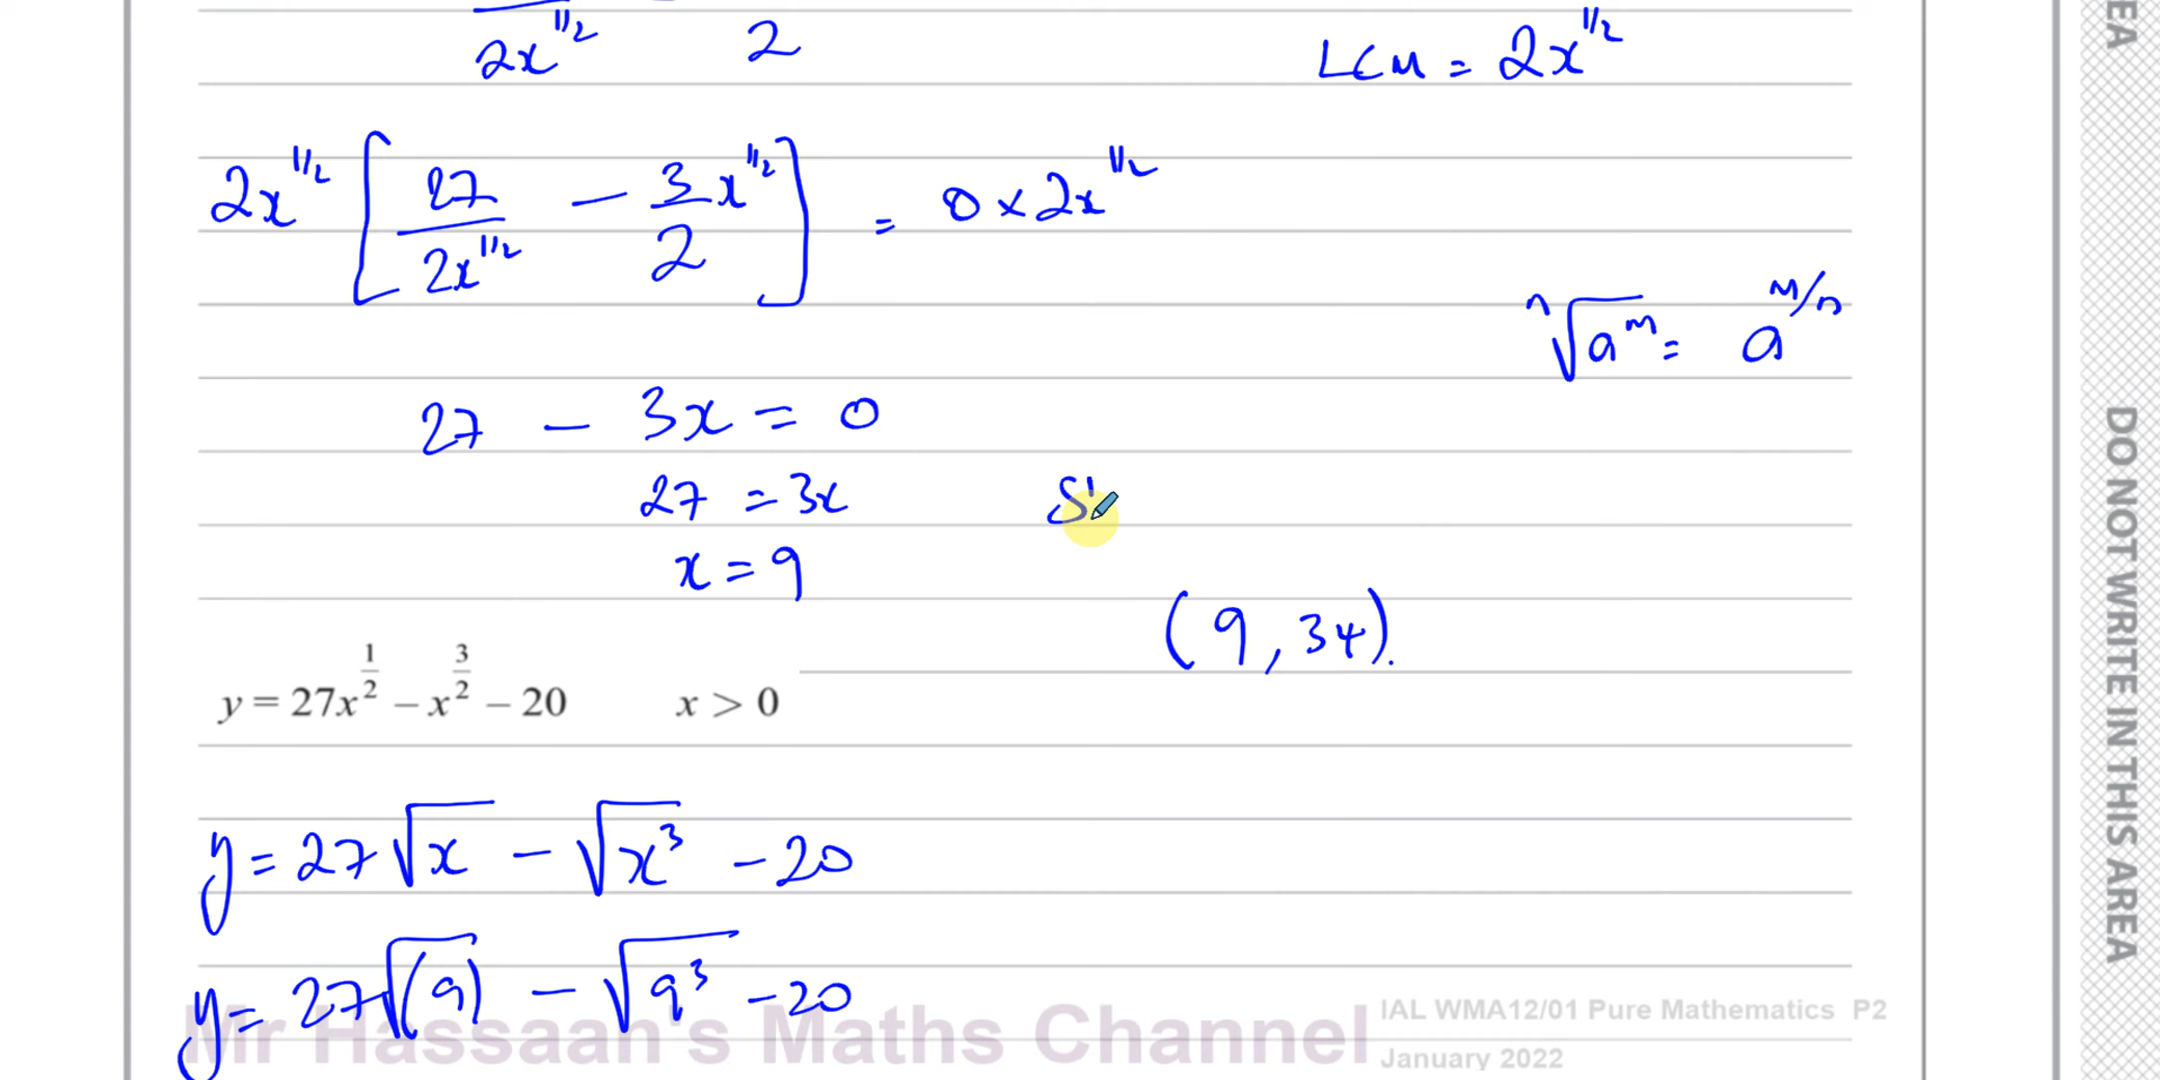 2x^{1/2}   2   LCM = 2x^{1/2}
2x^{1/2} [ 27/2x^{1/2} - 3/2 x^{1/2} ] = 0 × 2x^{1/2}
ⁿ√a^m = a^{m/n}
27 - 3x = 0
27 = 3x
x = 9
(9, 34).
y = 27x^{1/2} - x^{3/2} - 20   x > 0
y = 27√x - √x³ - 20
y = 27√(9) - √9³ - 20
Mr Hassaan's Maths Channel
IAL WMA12/01 Pure Mathematics P2
January 2022
EA
DO NOT WRITE IN THIS AREA